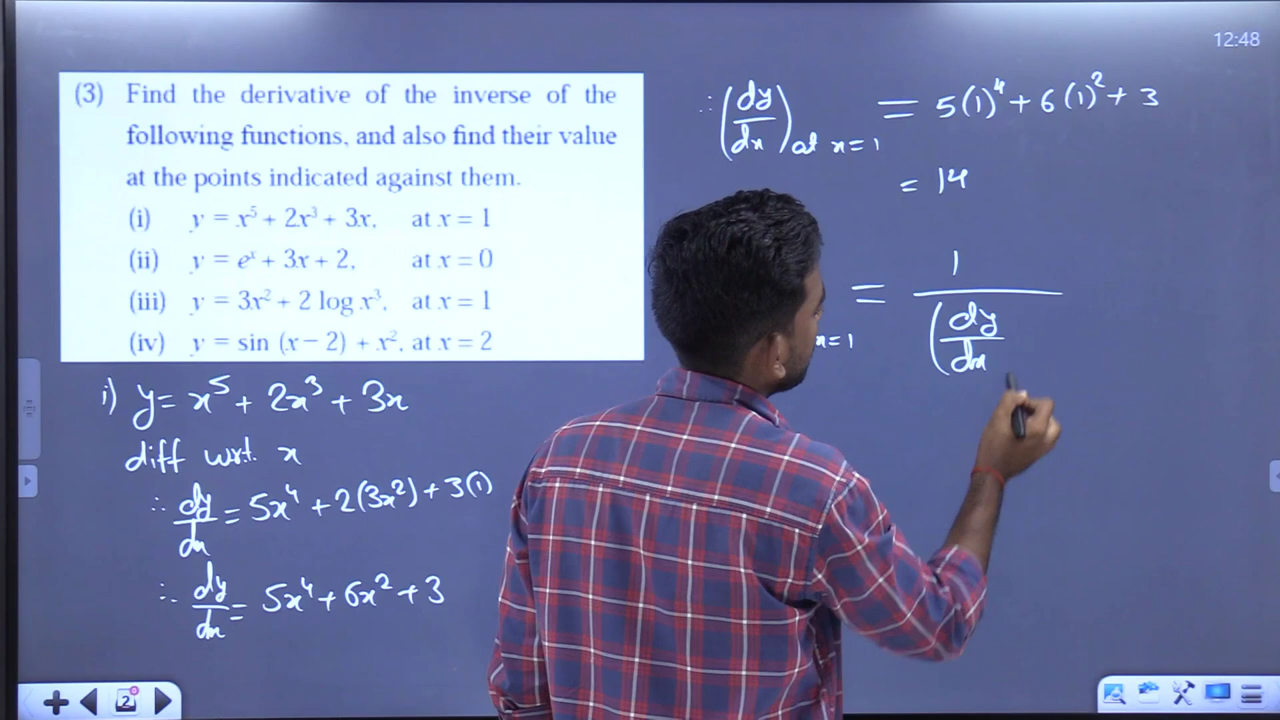 12:48
(3) Find the derivative of the inverse of the
following functions, and also find their value
at the points indicated against them.
(i) y = x⁵ + 2x³ + 3x, at x = 1
(ii) y = eˣ + 3x + 2, at x = 0
(iii) y = 3x² + 2 log x³, at x = 1
(iv) y = sin (x − 2) + x², at x = 2
i) y = x⁵ + 2x³ + 3x
diff wrt. x
∴ dy/dx = 5x⁴ + 2(3x²) + 3(1)
∴ dy/dx = 5x⁴ + 6x² + 3
∴ (dy/dx) at x = 1 = 5(1)⁴ + 6(1)² + 3
= 14
x = 1 = 1/(dy/dx
2